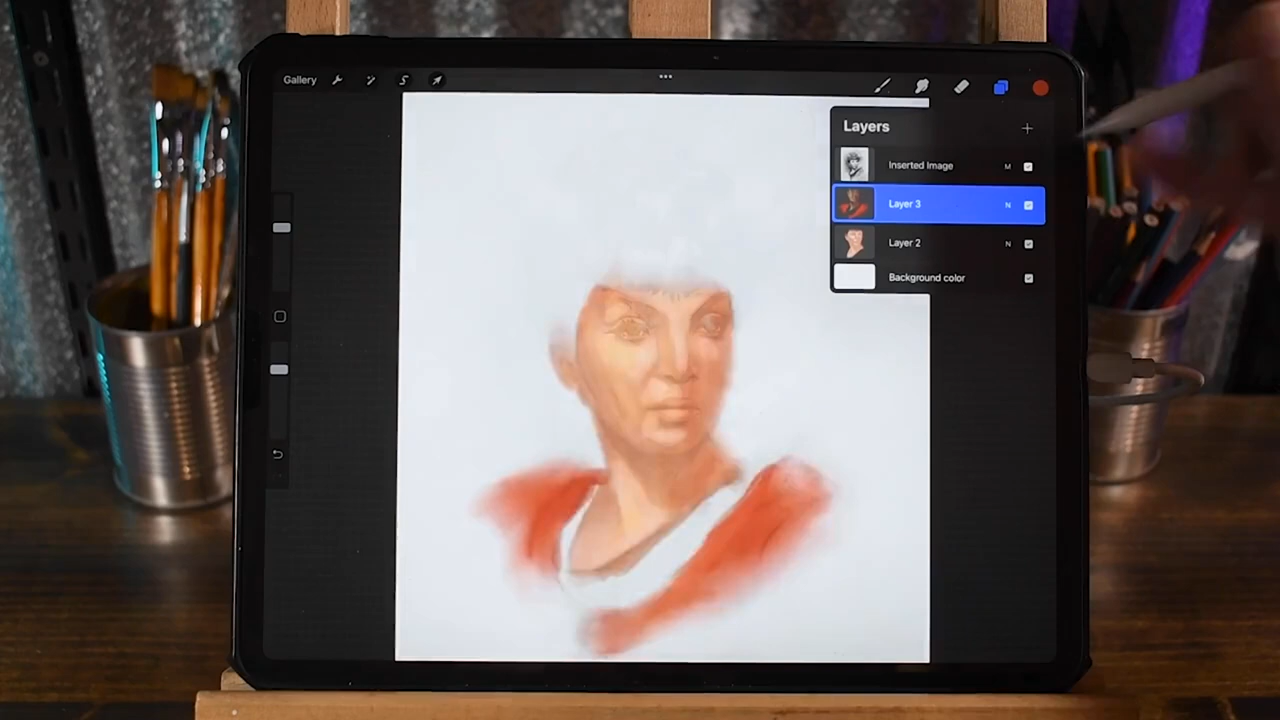 Gallery
Layers
Inserted Image M
Layer 3 N
Layer 2 N
Background color